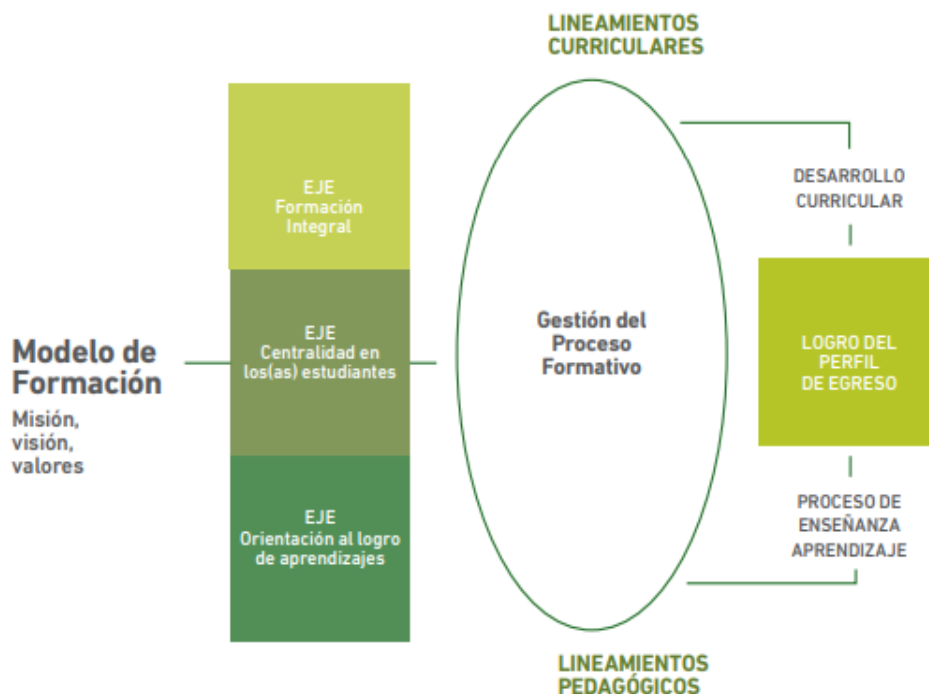 LINEAMIENTOS
CURRICULARES
EJE
Formación
Integral
DESARROLLO
CURRICULAR
Modelo de
Formación
Misión,
visión,
valores
EJE
Centralidad en
los(as) estudiantes
Gestión del
Proceso
Formativo
LOGRO DEL
PERFIL
DE EGRESO
EJE
Orientación al logro
de aprendizajes
PROCESO DE
ENSEÑANZA
APRENDIZAJE
LINEAMIENTOS
PEDAGÓGICOS